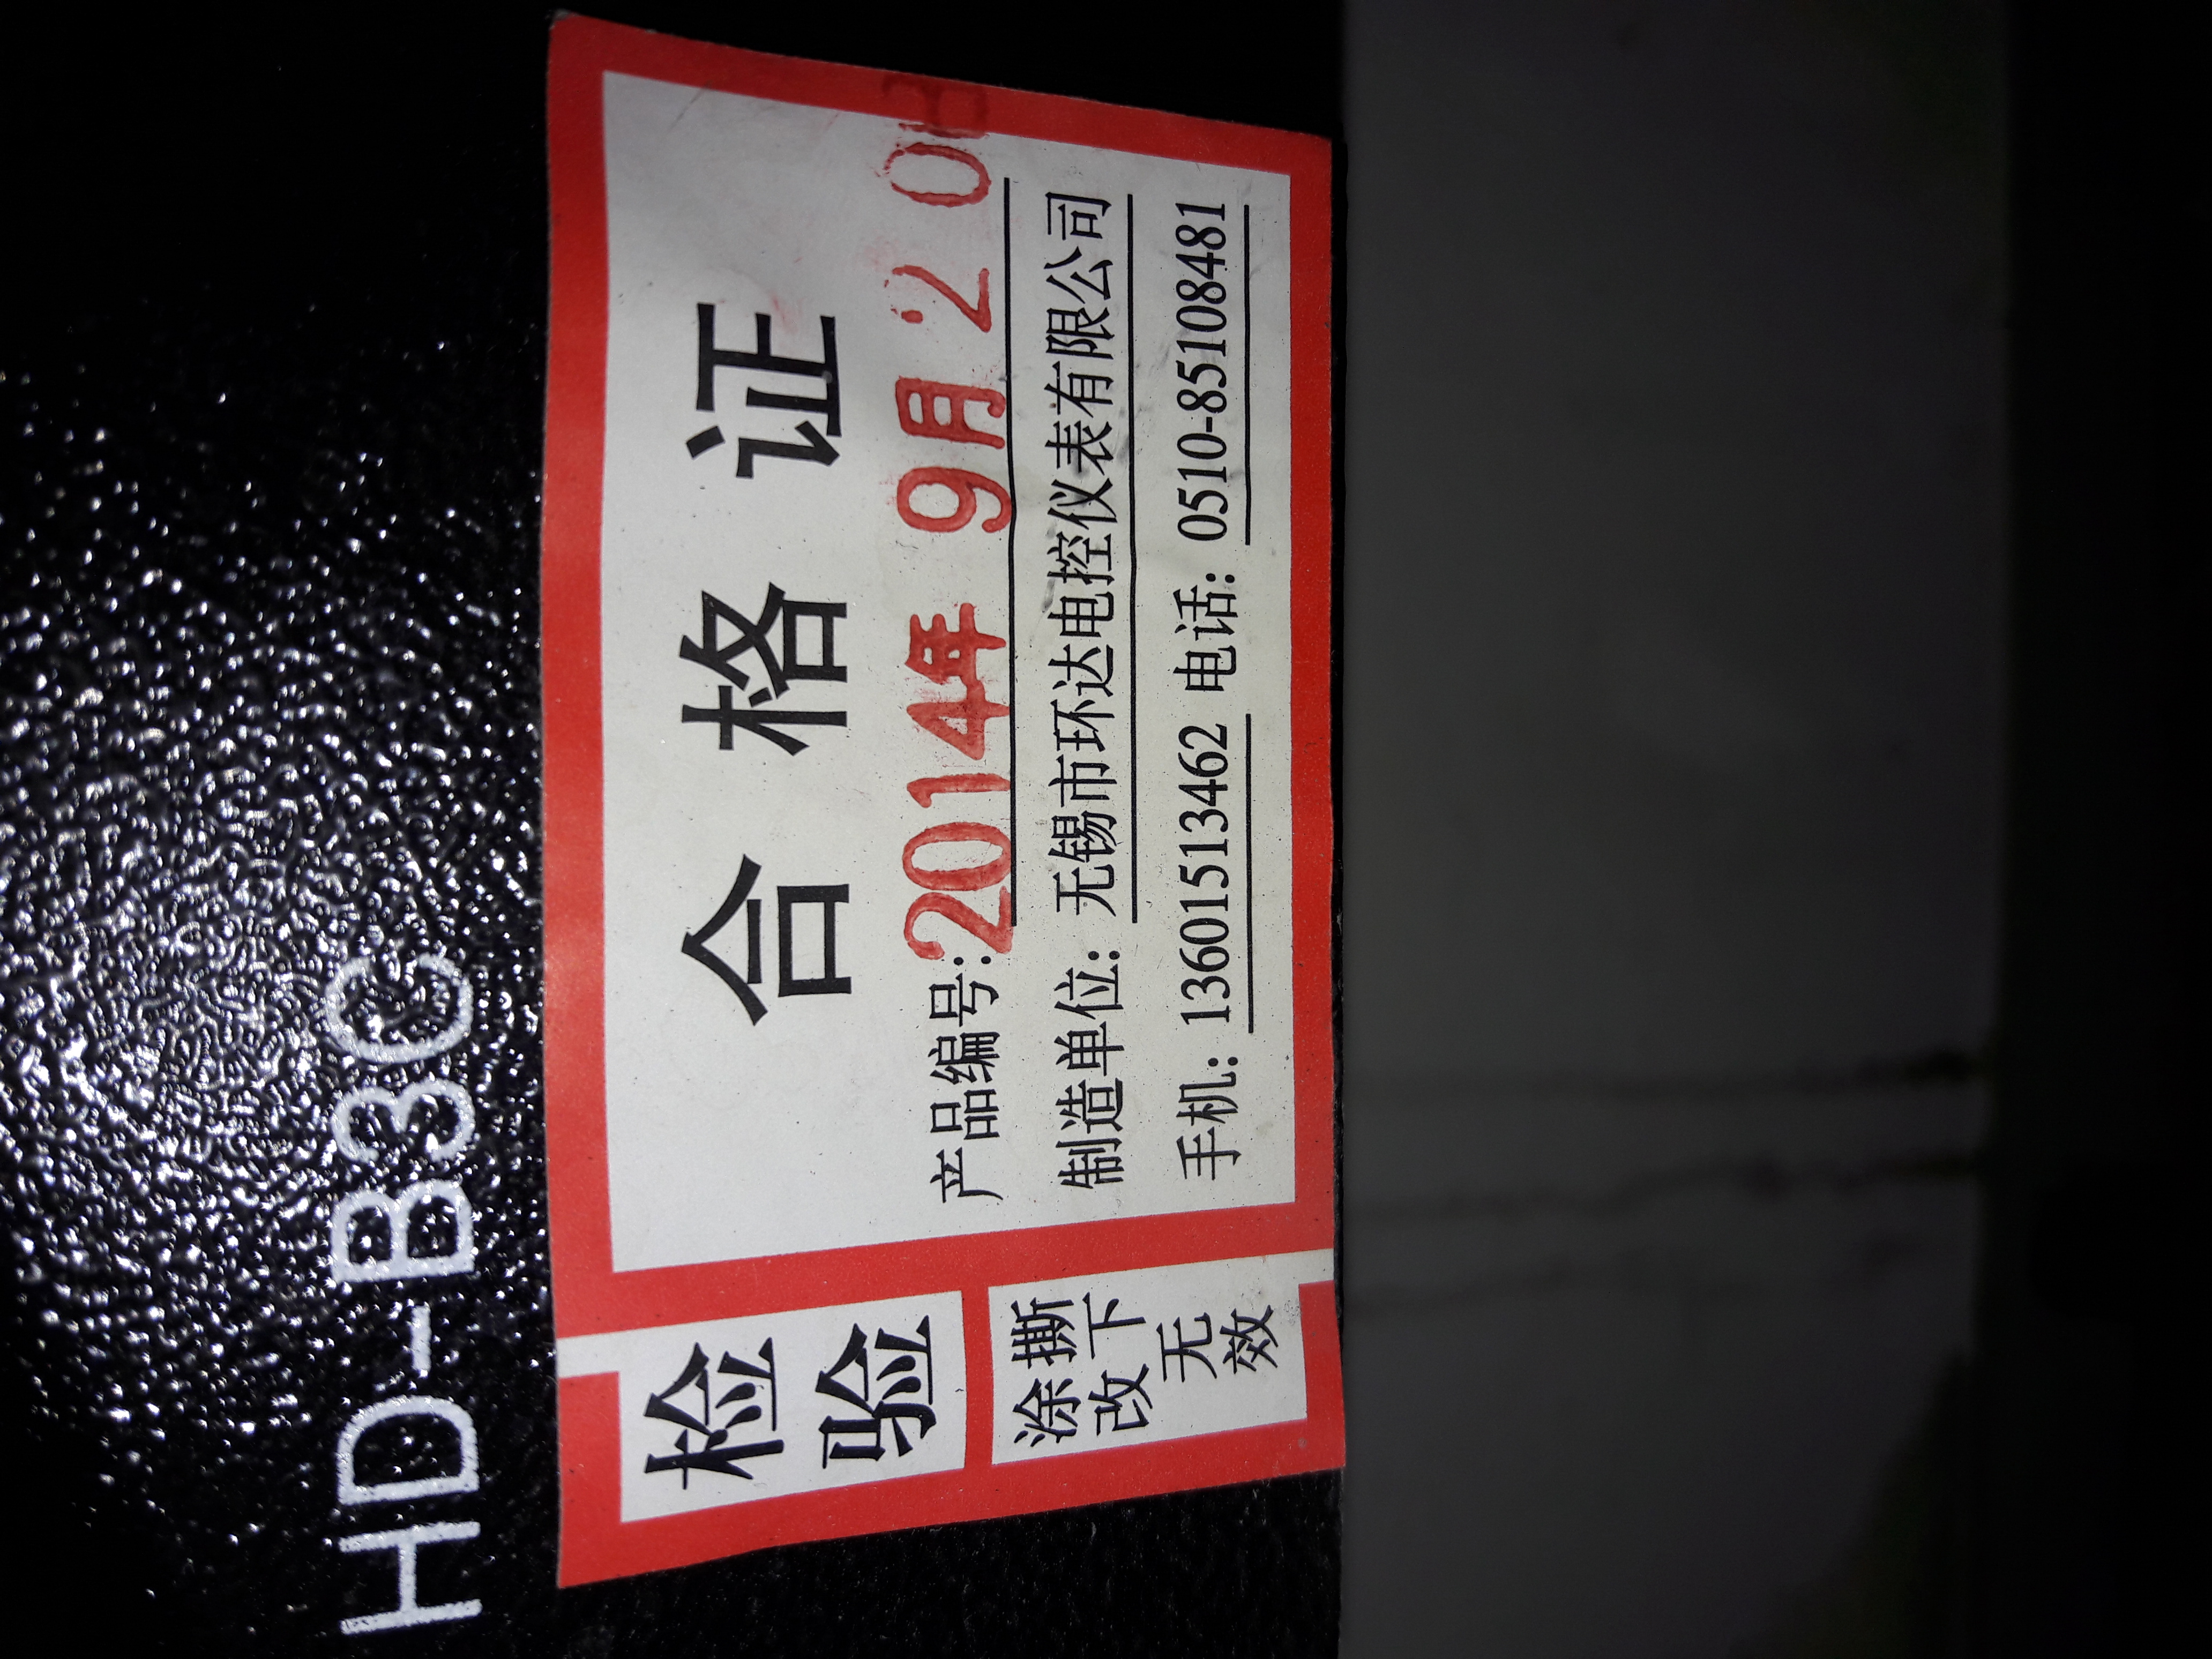 HD-B3C
合格证
产品编号:2014年 9月 20日
制造单位:无锡市环达电控仪表有限公司
手机:13601513462 电话:0510-85108481
检验
涂改
撕下
无效